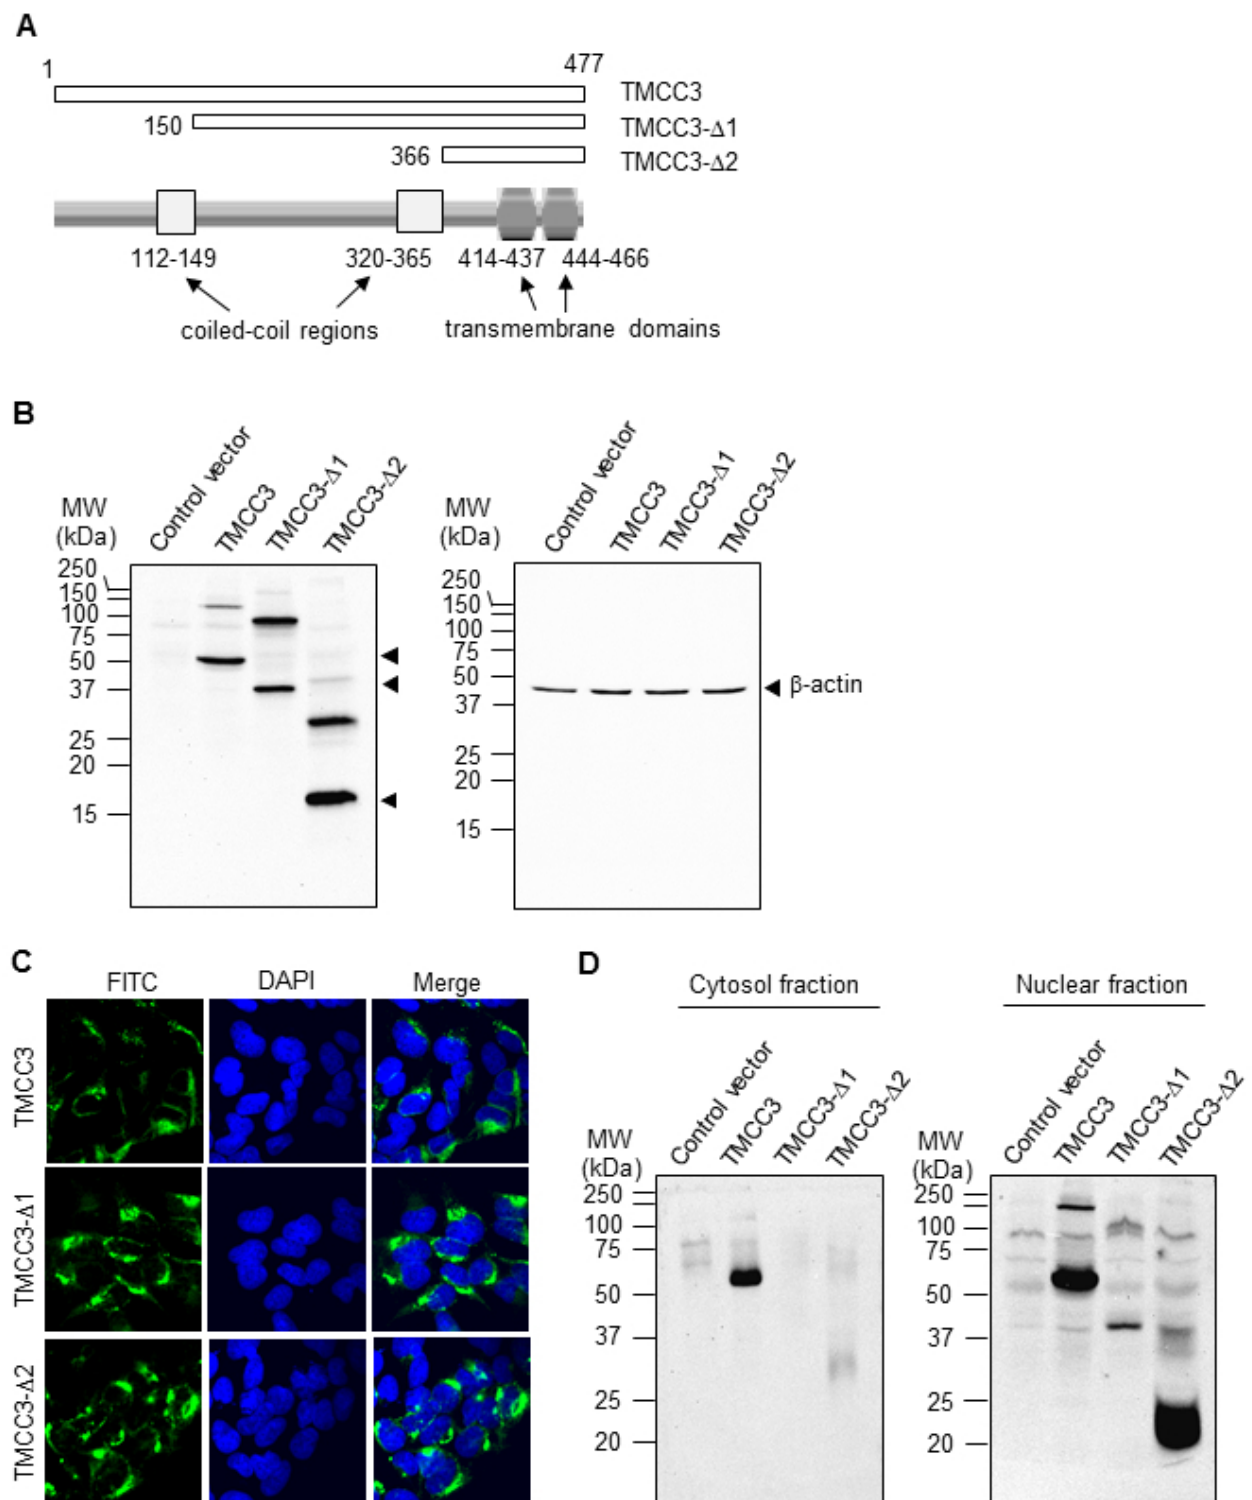 A
1 477
TMCC3
150 TMCC3-Δ1
366 TMCC3-Δ2
112-149 320-365 414-437 444-466
coiled-coil regions transmembrane domains
B
MW
(kDa)
Control vector
TMCC3
TMCC3-Δ1
TMCC3-Δ2
250
150
100
75
50
37
25
20
15
MW
(kDa)
Control vector
TMCC3
TMCC3-Δ1
TMCC3-Δ2
250
150
100
75
50
37
25
20
15
β-actin
C
FITC DAPI Merge
TMCC3
TMCC3-Δ1
TMCC3-Δ2
D
Cytosol fraction
MW
(kDa)
Control vector
TMCC3
TMCC3-Δ1
TMCC3-Δ2
250
100
75
50
37
25
20
Nuclear fraction
MW
(kDa)
Control vector
TMCC3
TMCC3-Δ1
TMCC3-Δ2
250
100
75
50
37
25
20